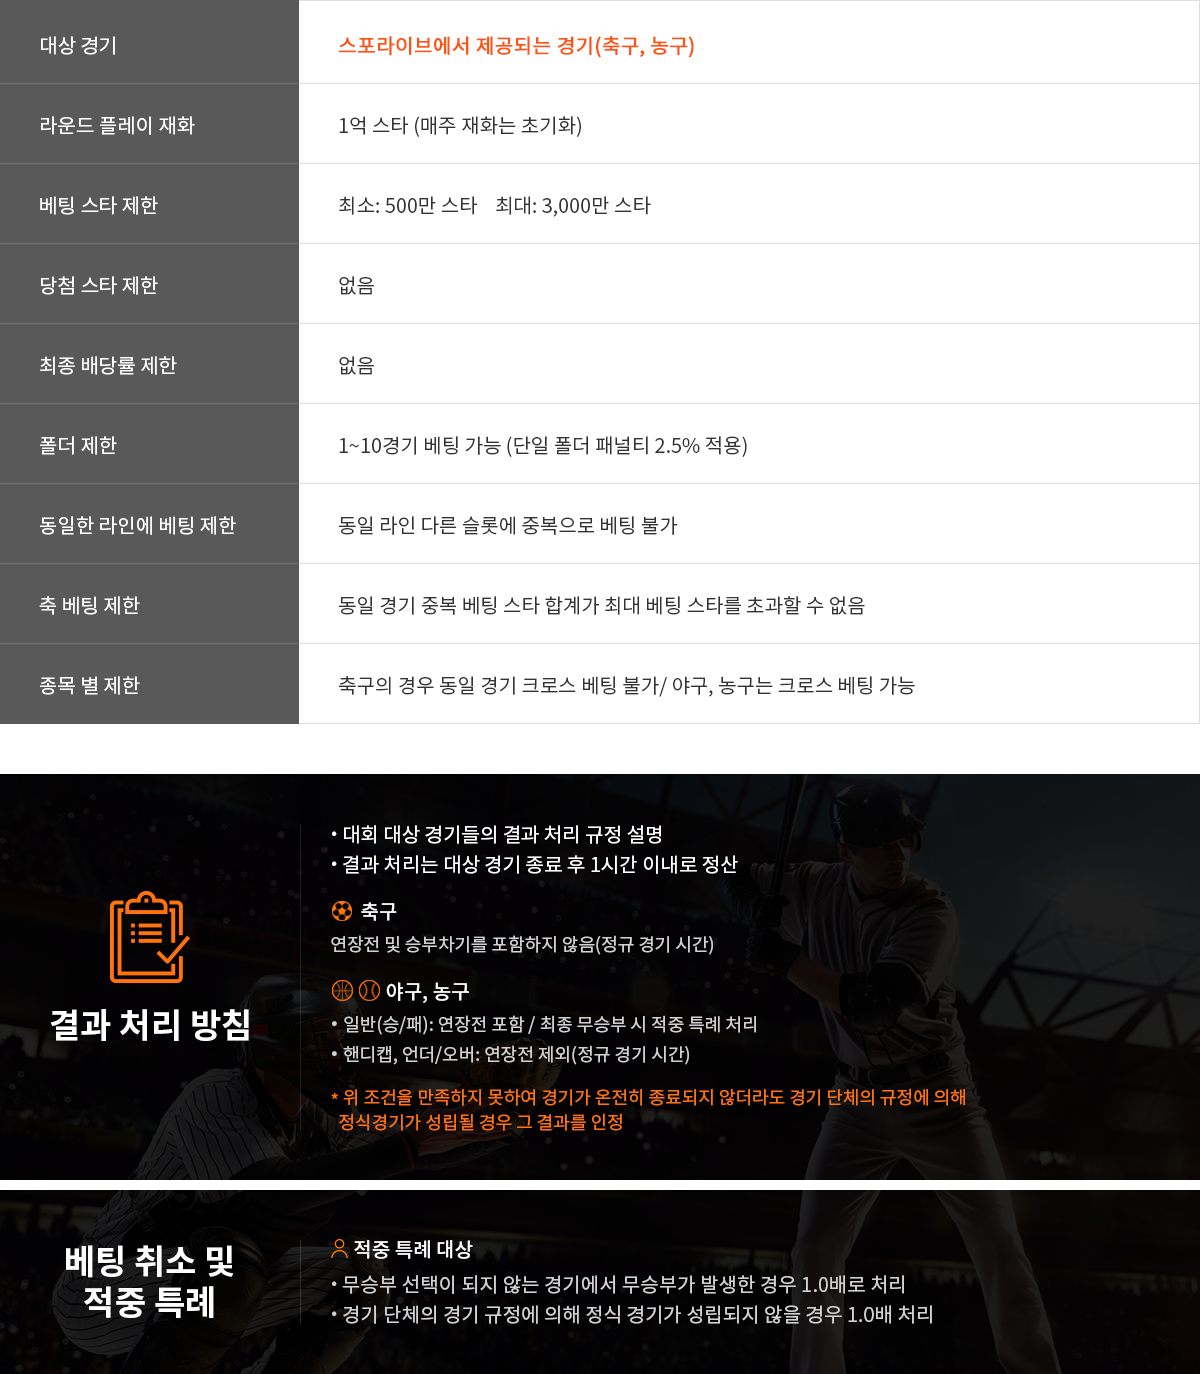 대상 경기
스포라이브에서 제공되는 경기(축구, 농구)
라운드 플레이 재화
1억 스타 (매주 재화는 초기화)
베팅 스타 제한
최소: 500만 스타 최대: 3,000만 스타
당첨 스타 제한
없음
최종 배당률 제한
없음
폴더 제한
1~10경기 베팅 가능 (단일 폴더 패널티 2.5% 적용)
동일한 라인에 베팅 제한
동일 라인 다른 슬롯에 중복으로 베팅 불가
축 베팅 제한
동일 경기 중복 베팅 스타 합계가 최대 베팅 스타를 초과할 수 없음
종목 별 제한
축구의 경우 동일 경기 크로스 베팅 불가/ 야구, 농구는 크로스 베팅 가능
결과 처리 방침
• 대회 대상 경기들의 결과 처리 규정 설명
• 결과 처리는 대상 경기 종료 후 1시간 이내로 정산
축구
연장전 및 승부차기를 포함하지 않음(정규 경기 시간)
야구, 농구
• 일반(승/패): 연장전 포함 / 최종 무승부 시 적중 특례 처리
• 핸디캡, 언더/오버: 연장전 제외(정규 경기 시간)
* 위 조건을 만족하지 못하여 경기가 온전히 종료되지 않더라도 경기 단체의 규정에 의해
정식경기가 성립될 경우 그 결과를 인정
베팅 취소 및
적중 특례
적중 특례 대상
• 무승부 선택이 되지 않는 경기에서 무승부가 발생한 경우 1.0배로 처리
• 경기 단체의 경기 규정에 의해 정식 경기가 성립되지 않을 경우 1.0배 처리